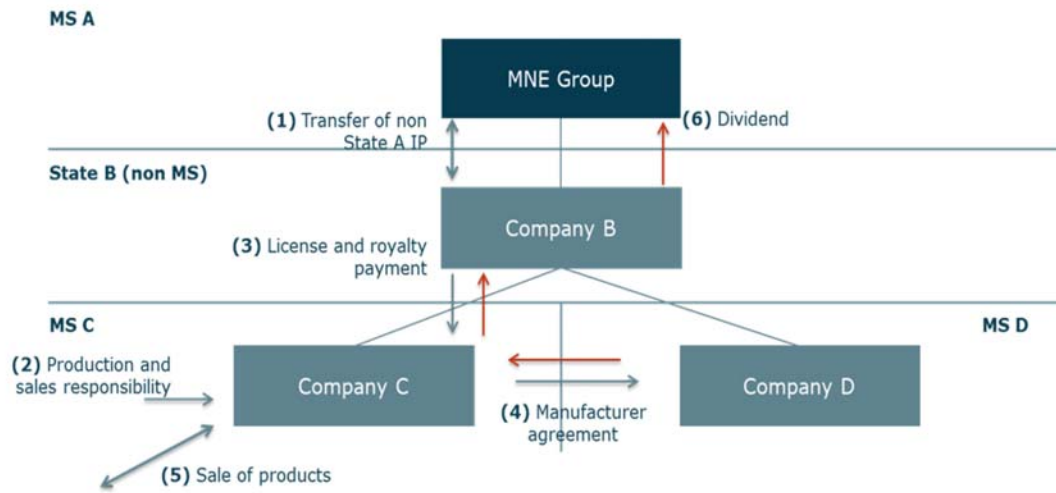 MS A
MNE Group
(1) Transfer of non
State A IP
(6) Dividend
State B (non MS)
Company B
(3) License and royalty
payment
MS C
MS D
(2) Production and
sales responsibility
Company C
Company D
(4) Manufacturer
agreement
(5) Sale of products